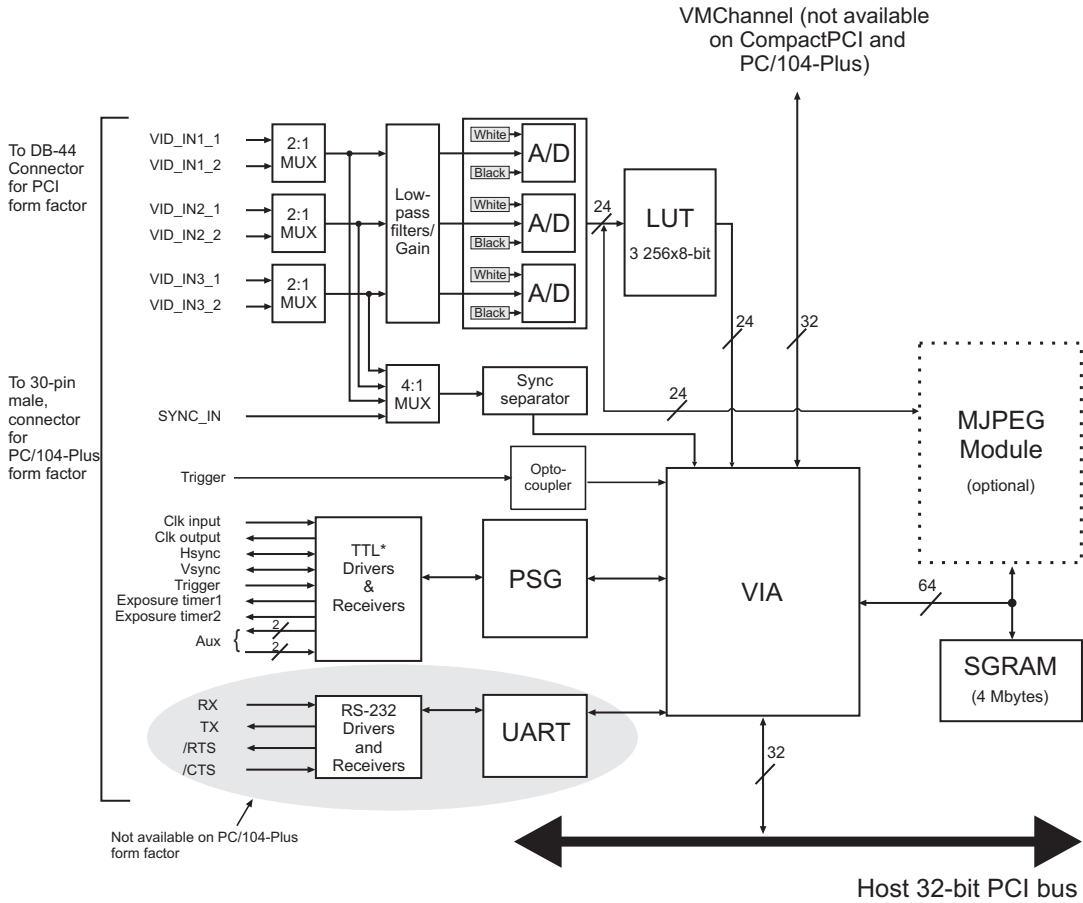 VMChannel (not available
on CompactPCI and
PC/104-Plus)
To DB-44
Connector
for PCI
form factor
VID_IN1_1
VID_IN1_2
2:1
MUX
VID_IN2_1
VID_IN2_2
2:1
MUX
VID_IN3_1
VID_IN3_2
2:1
MUX
Low-
pass
filters/
Gain
White
Black
A/D
White
Black
A/D
White
Black
A/D
24
LUT
3 256x8-bit
24
32
To 30-pin
male,
connector
for
PC/104-Plus
form factor
SYNC_IN
4:1
MUX
Sync
separator
24
MJPEG
Module
(optional)
Trigger
Opto-
coupler
Clk input
Clk output
Hsync
Vsync
Trigger
Exposure timer1
Exposure timer2
Aux {
2
2
TTL*
Drivers
&
Receivers
PSG
VIA
64
SGRAM
(4 Mbytes)
RX
TX
/RTS
/CTS
RS-232
Drivers
and
Receivers
UART
32
Not available on PC/104-Plus
form factor
Host 32-bit PCI bus